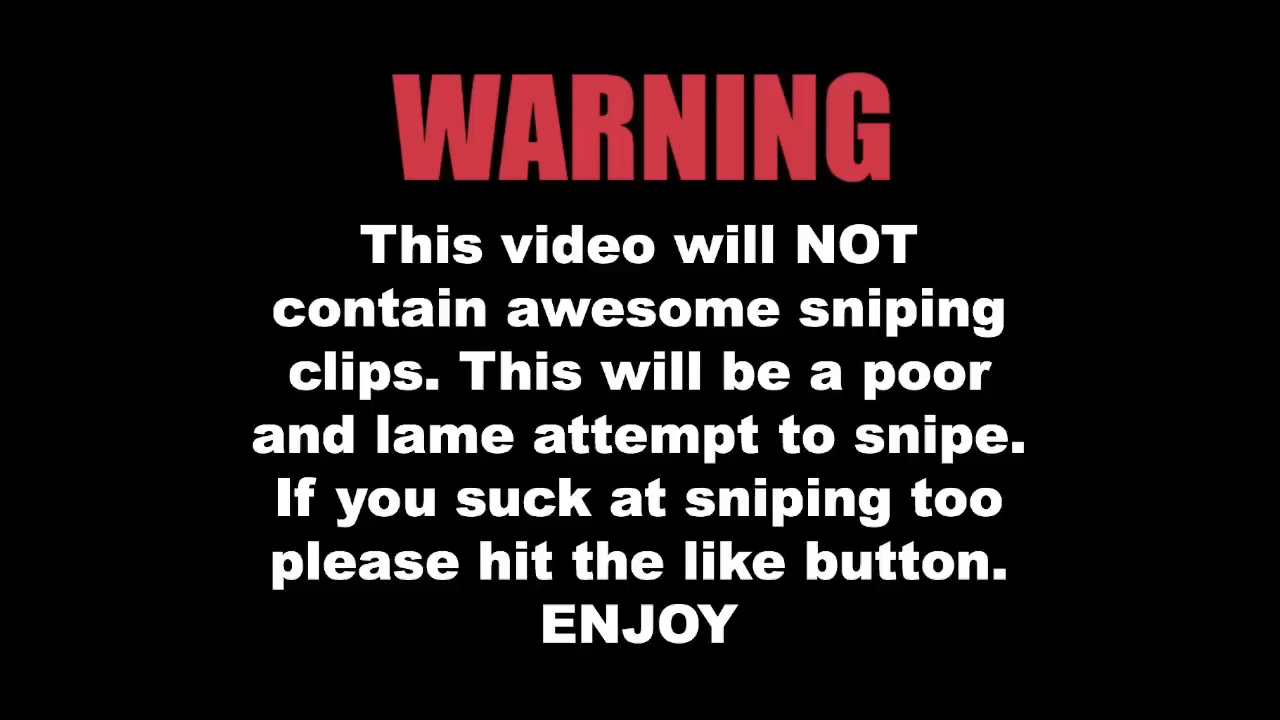 WARNING
This video will NOT
contain awesome sniping
clips. This will be a poor
and lame attempt to snipe.
If you suck at sniping too
please hit the like button.
ENJOY